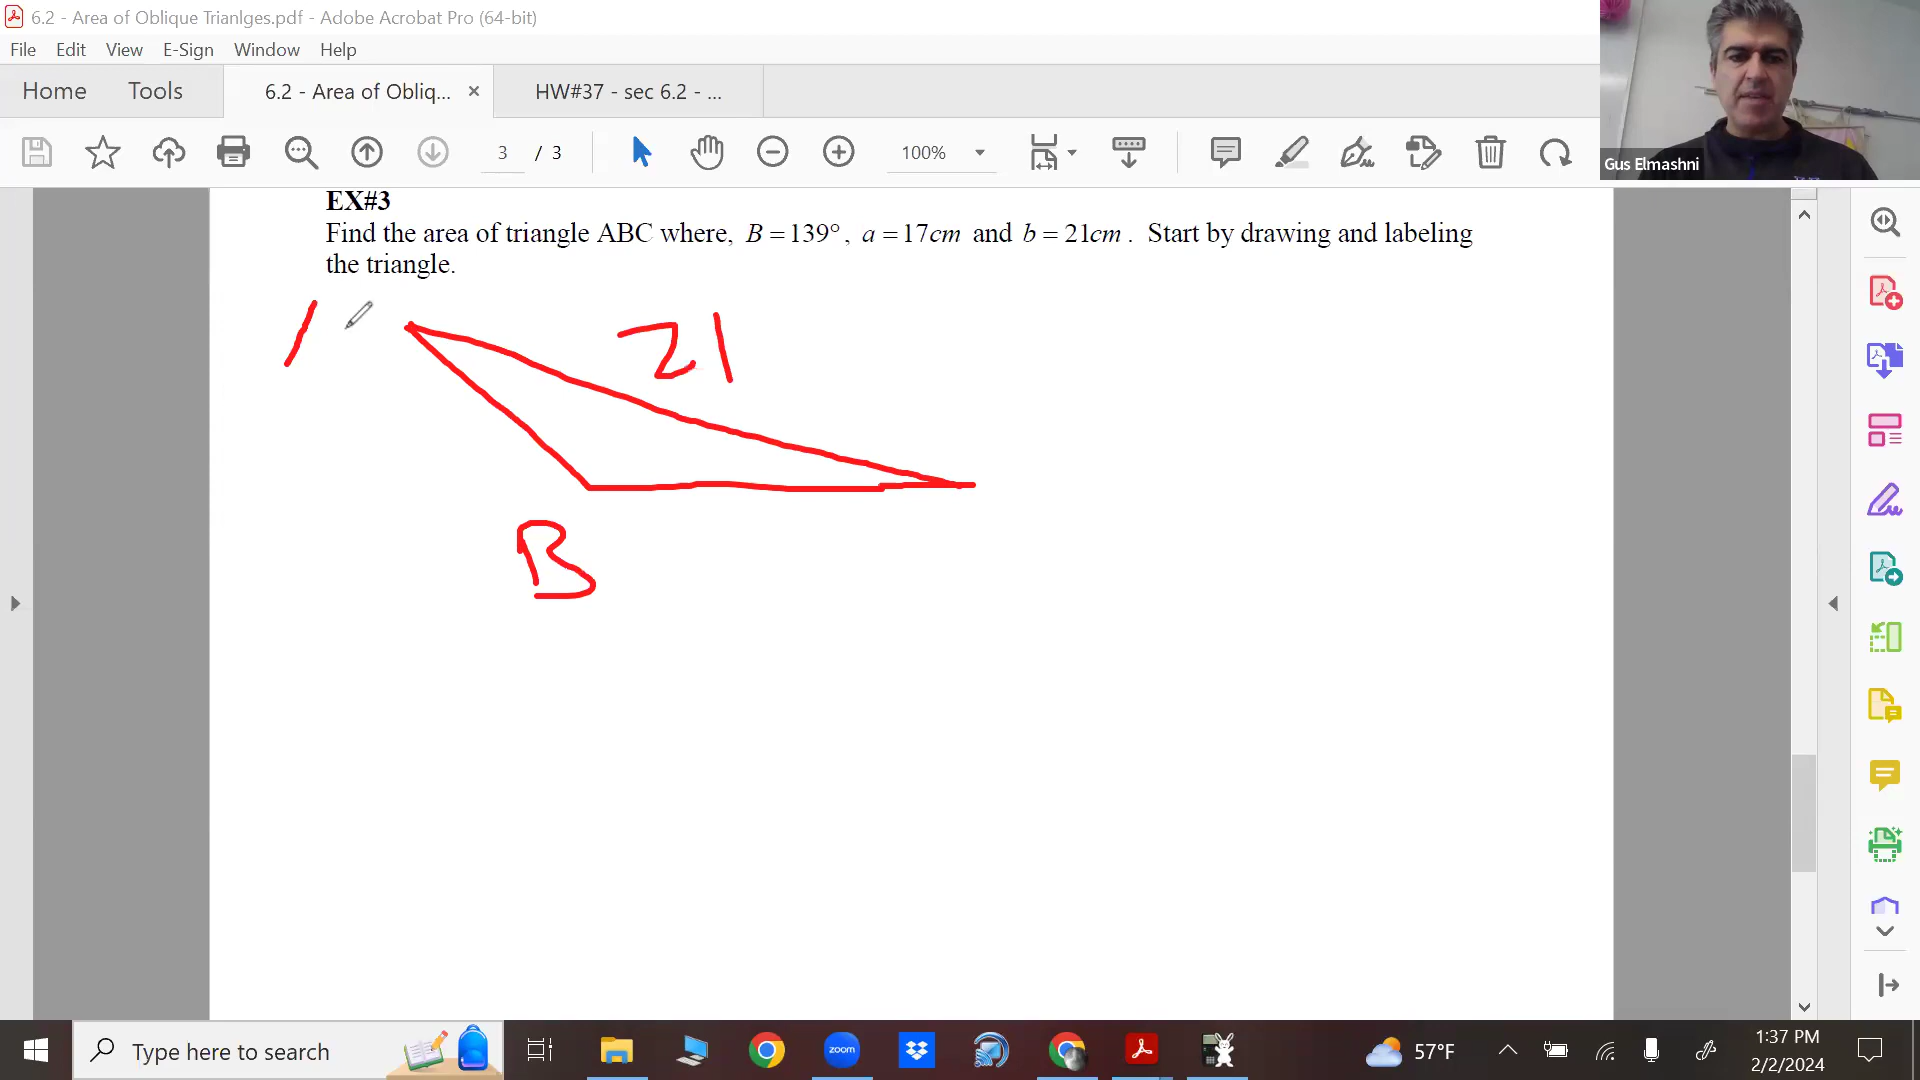 6.2 - Area of Oblique Trianlges.pdf - Adobe Acrobat Pro (64-bit)
File Edit View E-Sign Window Help
Home Tools 6.2 - Area of Obliq... × HW#37 - sec 6.2 - ...
3 / 3 100%
Gus Elmashni
EX#3
Find the area of triangle ABC where, B = 139°, a = 17cm and b = 21cm. Start by drawing and labeling
the triangle.
21
B
Type here to search
zoom
57°F
1:37 PM
2/2/2024